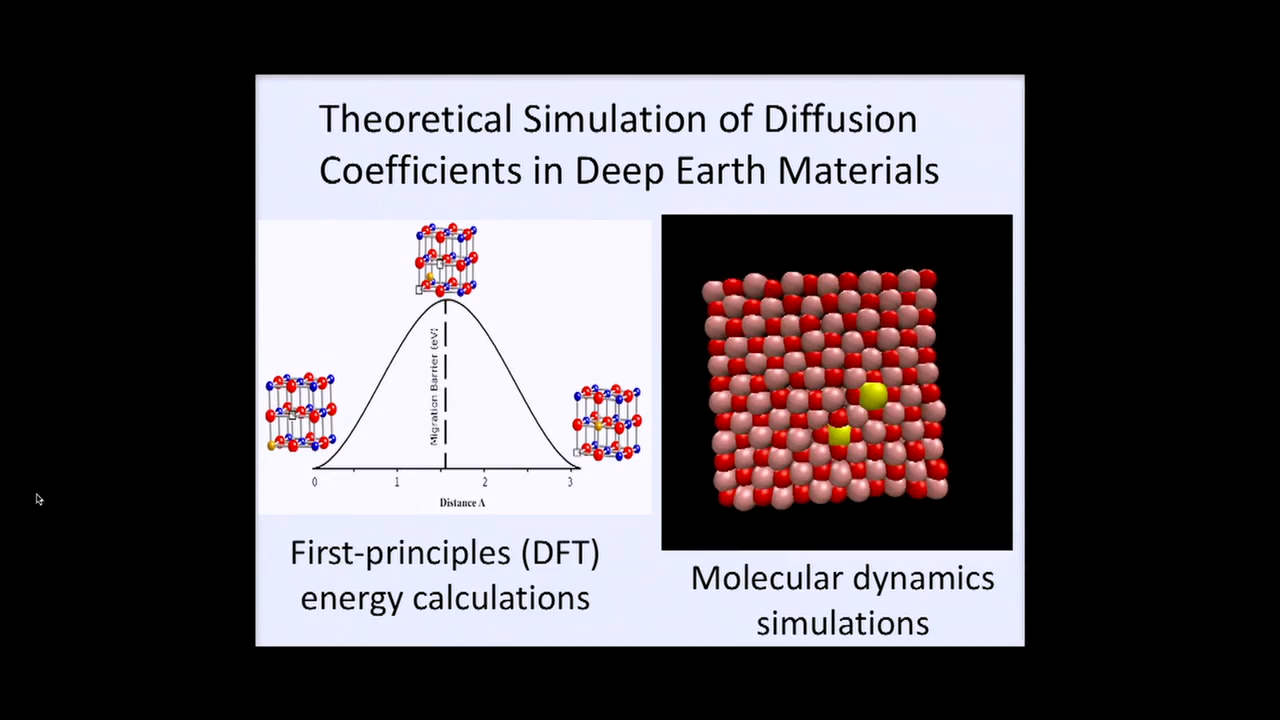 Theoretical Simulation of Diffusion
Coefficients in Deep Earth Materials
Migration Barrier (eV)
0 1 2 3
Distance A
First-principles (DFT)
energy calculations
Molecular dynamics
simulations